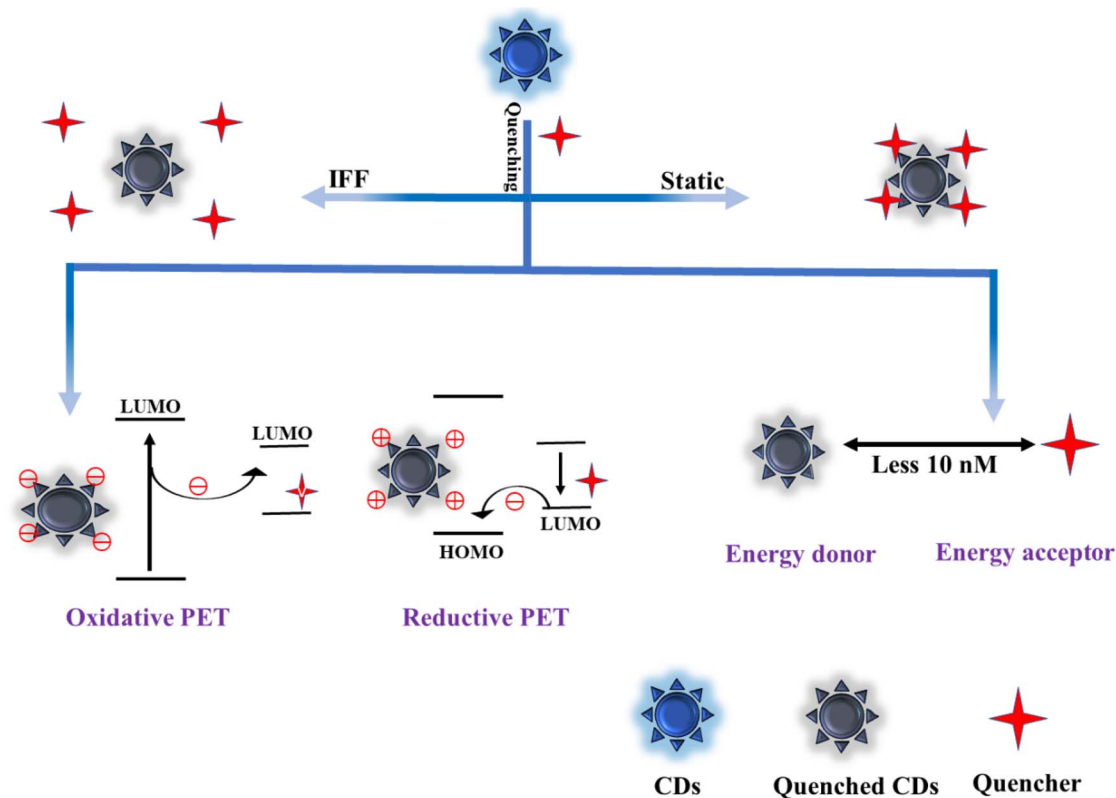 Quenching
IFF
Static
LUMO
LUMO
HOMO
LUMO
Less 10 nM
Oxidative PET
Reductive PET
Energy donor
Energy acceptor
CDs
Quenched CDs
Quencher